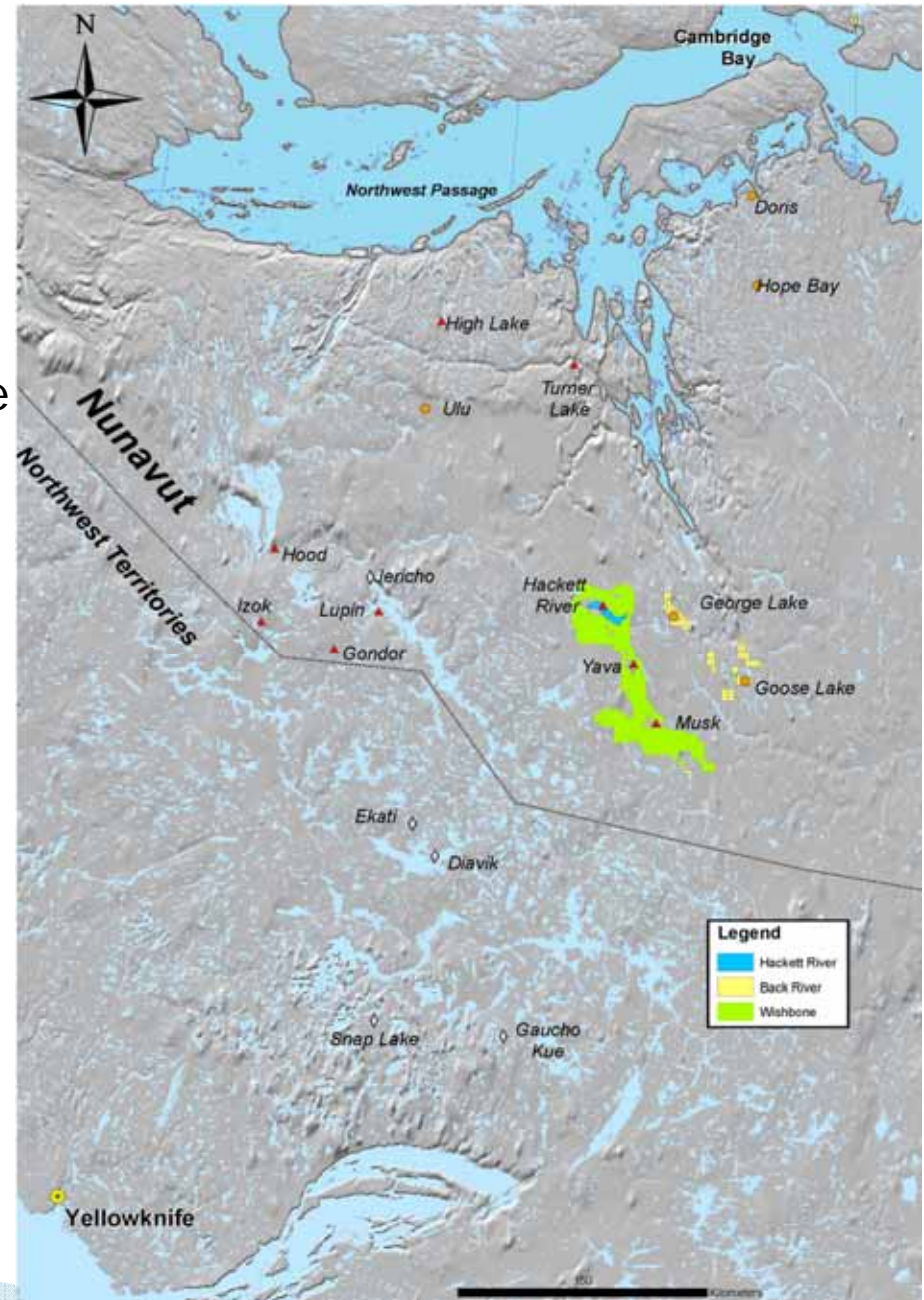 N
Cambridge
Bay
Northwest Passage
Doris
Hope Bay
High Lake
Turner
Lake
Ulu
e
Nunavut
Northwest Territories
Hood
Jericho
Izok
Lupin
Gondor
Hackett
River
George Lake
Yava
Goose Lake
Musk
Ekati
Diavik
Legend
Hackett River
Back River
Wishbone
Snap Lake
Gaucho
Kue
Yellowknife
Kilometers